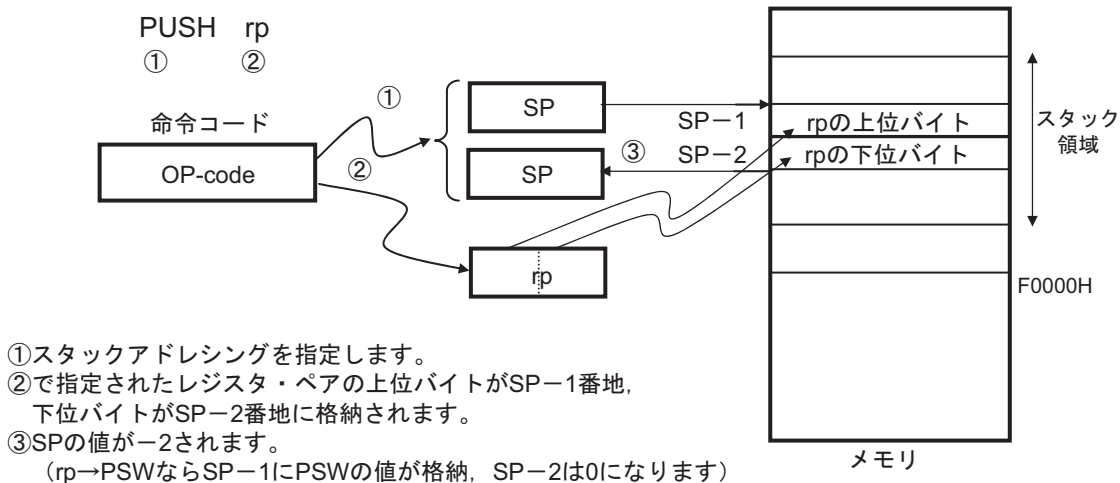 PUSH rp
① ②
命令コード
OP-code
①
②
SP
SP
③
rp
SP－1
SP－2
rpの上位バイト
rpの下位バイト
スタック
領域
F0000H
メモリ
①スタックアドレシングを指定します。
②で指定されたレジスタ・ペアの上位バイトがSP－1番地，
下位バイトがSP－2番地に格納されます。
③SPの値が－2されます。
（rp→PSWならSP－1にPSWの値が格納，SP－2は0になります）